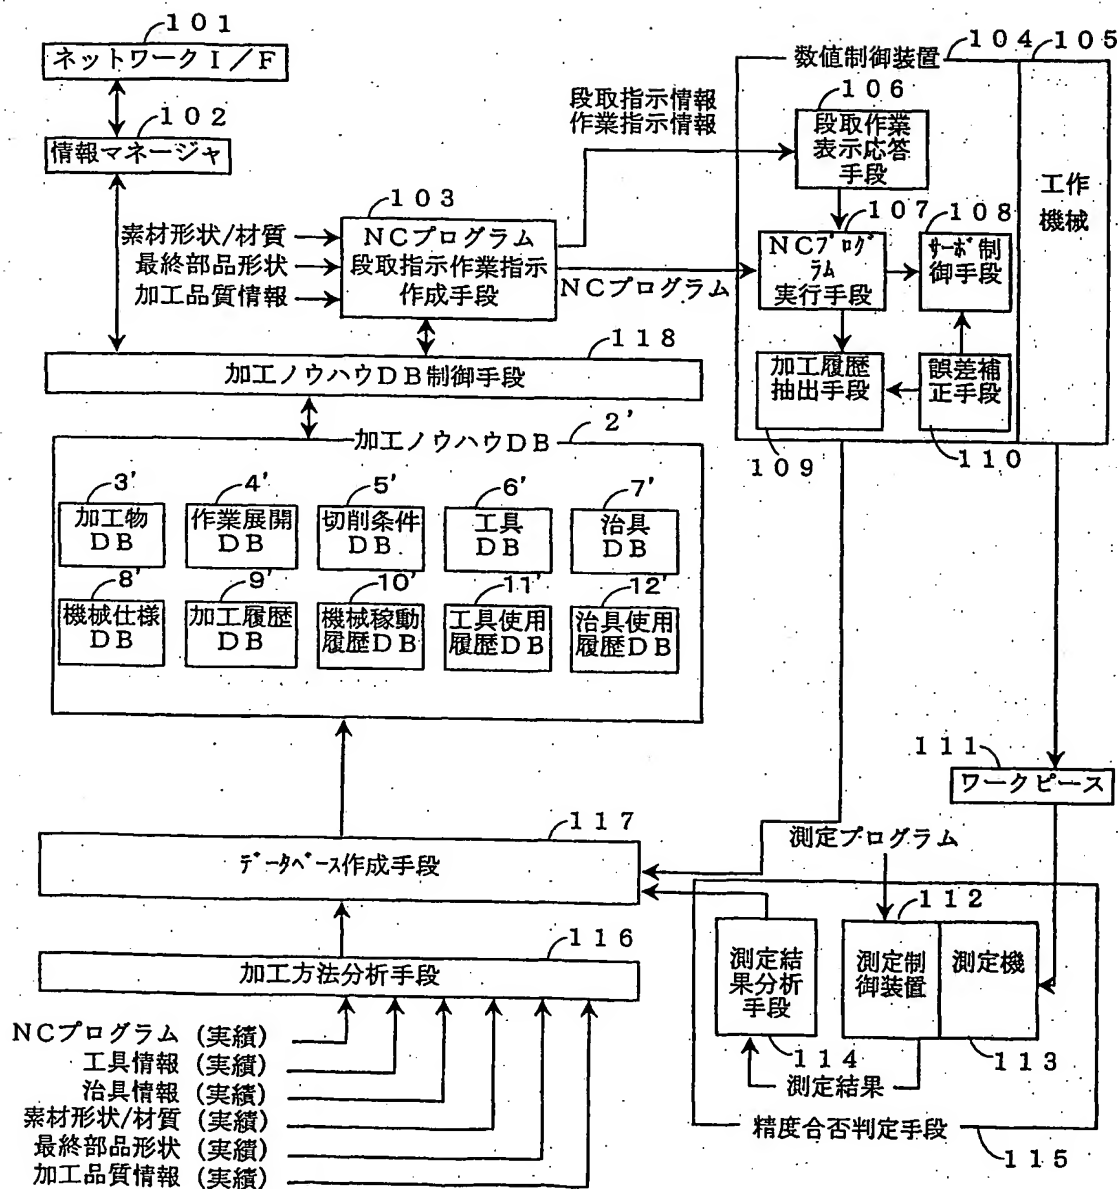 101
ネットワークI/F
102
情報マネージャ
段取指示情報
作業指示情報
103
素材形状/材質
最終部品形状
加工品質情報
NCプログラム
段取指示作業指示
作成手段
NCプログラム
数値制御装置
104
105
106
段取作業
表示応答
手段
107
NCプログ
ラム
実行手段
108
サーボ制
御手段
工作
機械
加工履歴
抽出手段
109
誤差補
正手段
110
118
加工ノウハウDB制御手段
加工ノウハウDB
2'
3'
加工物
DB
4'
作業展開
DB
5'
切削条件
DB
6'
工具
DB
7'
治具
DB
8'
機械仕様
DB
9'
加工履歴
DB
10'
機械稼動
履歴DB
11'
工具使用
履歴DB
12'
治具使用
履歴DB
111
ワークピース
117
データベース作成手段
測定プログラム
112
測定制
御装置
測定機
113
測定結
果分析
手段
114
測定結果
精度合否判定手段
115
116
加工方法分析手段
NCプログラム (実績)
工具情報 (実績)
治具情報 (実績)
素材形状/材質 (実績)
最終部品形状 (実績)
加工品質情報 (実績)